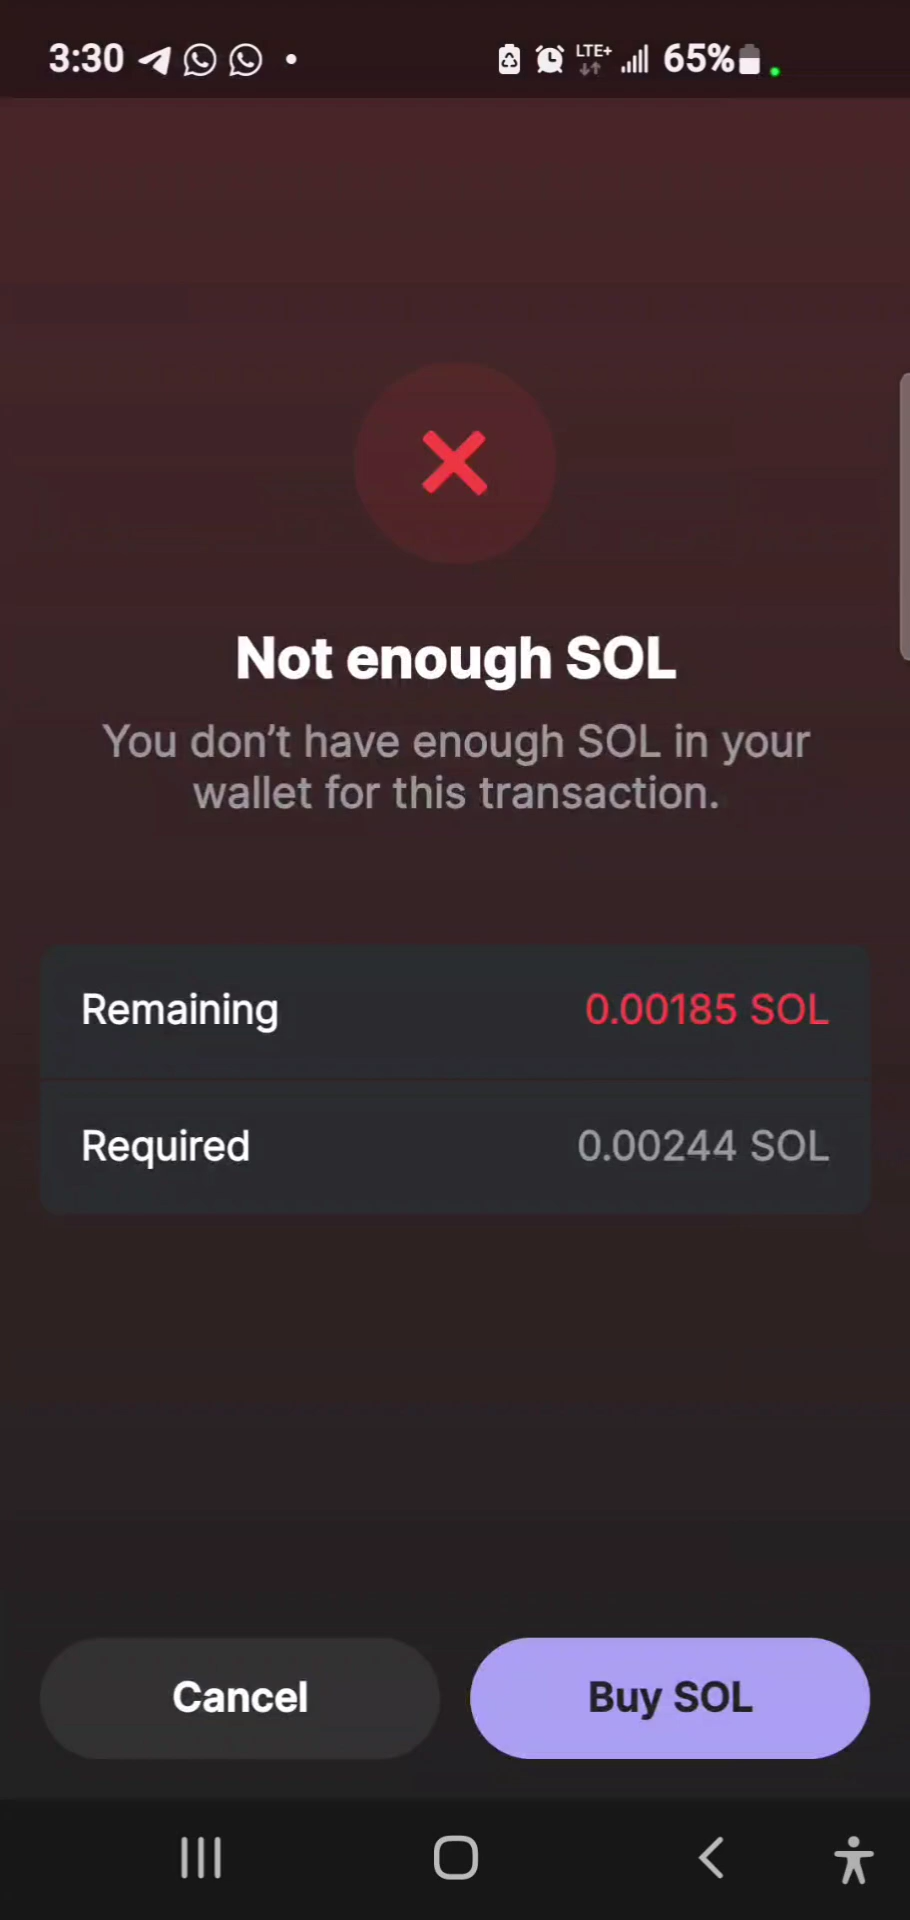 3:30
LTE+
65%
Not enough SOL
You don’t have enough SOL in your
wallet for this transaction.
Remaining 0.00185 SOL
Required 0.00244 SOL
Cancel Buy SOL